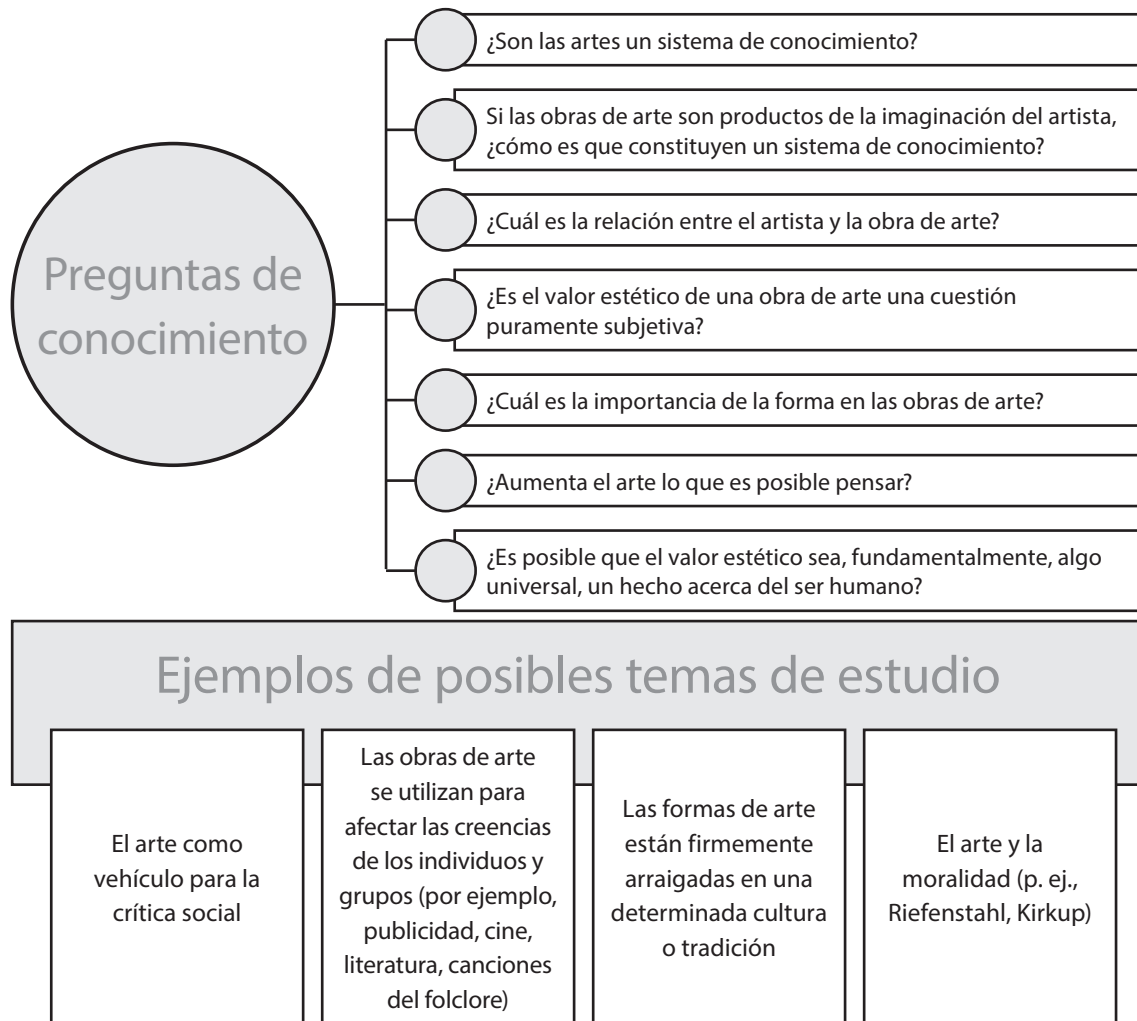 ¿Son las artes un sistema de conocimiento?
Si las obras de arte son productos de la imaginación del artista,
¿cómo es que constituyen un sistema de conocimiento?
¿Cuál es la relación entre el artista y la obra de arte?
Preguntas de
conocimiento
¿Es el valor estético de una obra de arte una cuestión
puramente subjetiva?
¿Cuál es la importancia de la forma en las obras de arte?
¿Aumenta el arte lo que es posible pensar?
¿Es posible que el valor estético sea, fundamentalmente, algo
universal, un hecho acerca del ser humano?
Ejemplos de posibles temas de estudio
El arte como
vehículo para la
crítica social
Las obras de arte
se utilizan para
afectar las creencias
de los individuos y
grupos (por ejemplo,
publicidad, cine,
literatura, canciones
del folclore)
Las formas de arte
están firmemente
arraigadas en una
determinada cultura
o tradición
El arte y la
moralidad (p. ej.,
Riefenstahl, Kirkup)